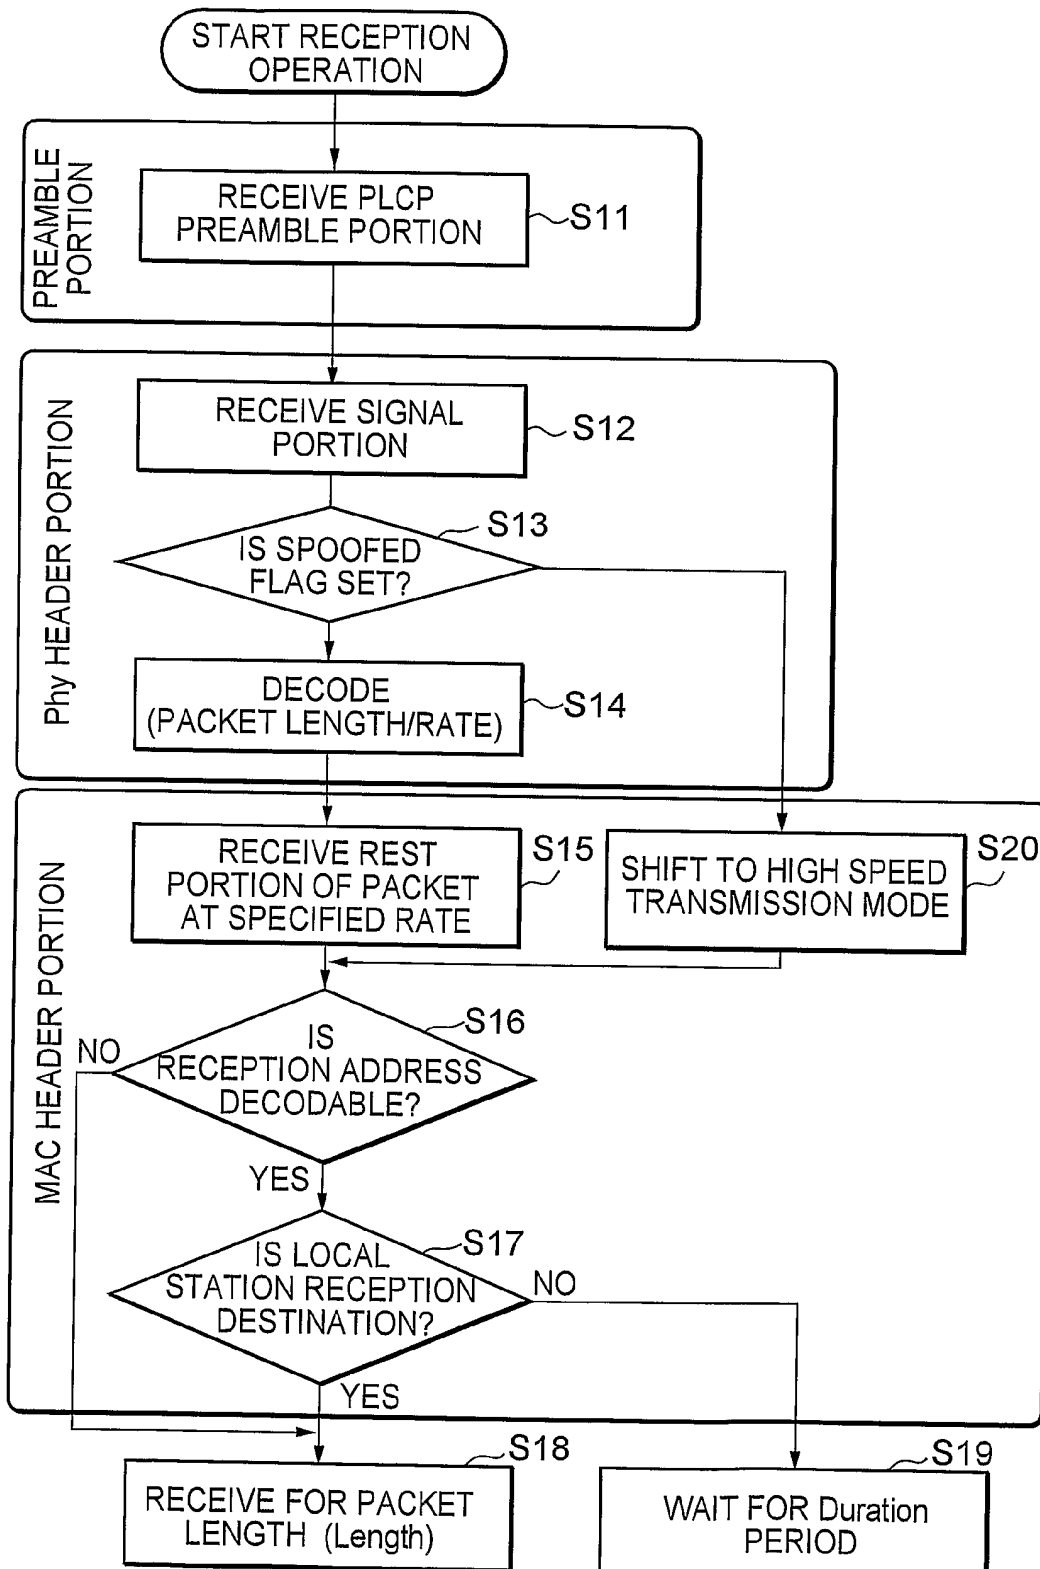 START RECEPTION
OPERATION
PREAMBLE
PORTION
RECEIVE PLCP
PREAMBLE PORTION
S11
Phy HEADER PORTION
RECEIVE SIGNAL
PORTION
S12
S13
IS SPOOFED
FLAG SET?
DECODE
(PACKET LENGTH/RATE)
S14
MAC HEADER PORTION
RECEIVE REST
PORTION OF PACKET
AT SPECIFIED RATE
S15
SHIFT TO HIGH SPEED
TRANSMISSION MODE
S20
S16
IS
RECEPTION ADDRESS
DECODABLE?
NO
YES
S17
IS LOCAL
STATION RECEPTION
DESTINATION?
NO
YES
S18
RECEIVE FOR PACKET
LENGTH (Length)
S19
WAIT FOR Duration
PERIOD